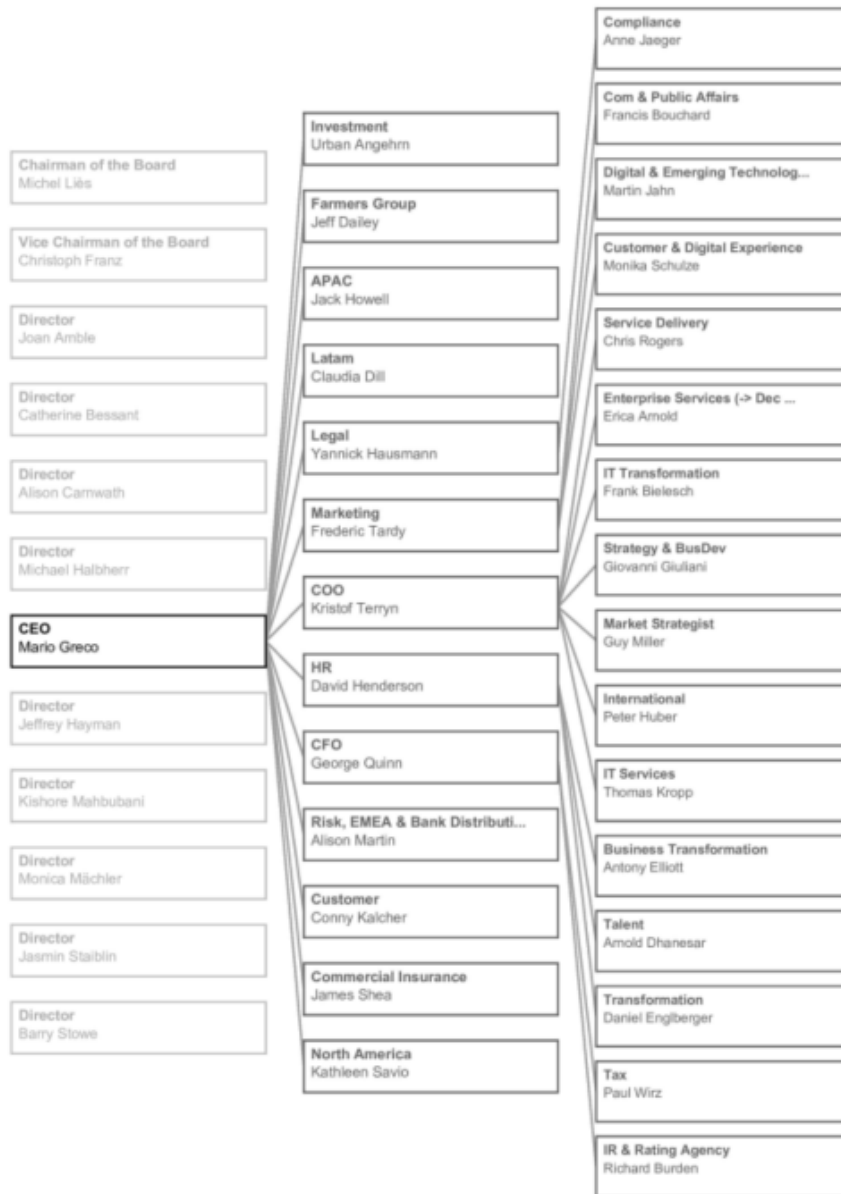 Chairman of the Board
Michel Liès
Vice Chairman of the Board
Christoph Franz
Director
Joan Amble
Director
Catherine Bessant
Director
Alison Carnwath
Director
Michael Halbherr
CEO
Mario Greco
Director
Jeffrey Hayman
Director
Kishore Mahbubani
Director
Monica Mächler
Director
Jasmin Staiblin
Director
Barry Stowe
Investment
Urban Angehrn
Farmers Group
Jeff Dailey
APAC
Jack Howell
Latam
Claudia Dill
Legal
Yannick Hausmann
Marketing
Frederic Tardy
COO
Kristof Terryn
HR
David Henderson
CFO
George Quinn
Risk, EMEA & Bank Distributi...
Alison Martin
Customer
Conny Kalcher
Commercial Insurance
James Shea
North America
Kathleen Savio
Compliance
Anne Jaeger
Com & Public Affairs
Francis Bouchard
Digital & Emerging Technolog...
Martin Jahn
Customer & Digital Experience
Monika Schulze
Service Delivery
Chris Rogers
Enterprise Services (-> Dec ...
Erica Arnold
IT Transformation
Frank Bielesch
Strategy & BusDev
Giovanni Giuliani
Market Strategist
Guy Miller
International
Peter Huber
IT Services
Thomas Kropp
Business Transformation
Antony Elliott
Talent
Arnold Dhanesar
Transformation
Daniel Englberger
Tax
Paul Wirz
IR & Rating Agency
Richard Burden